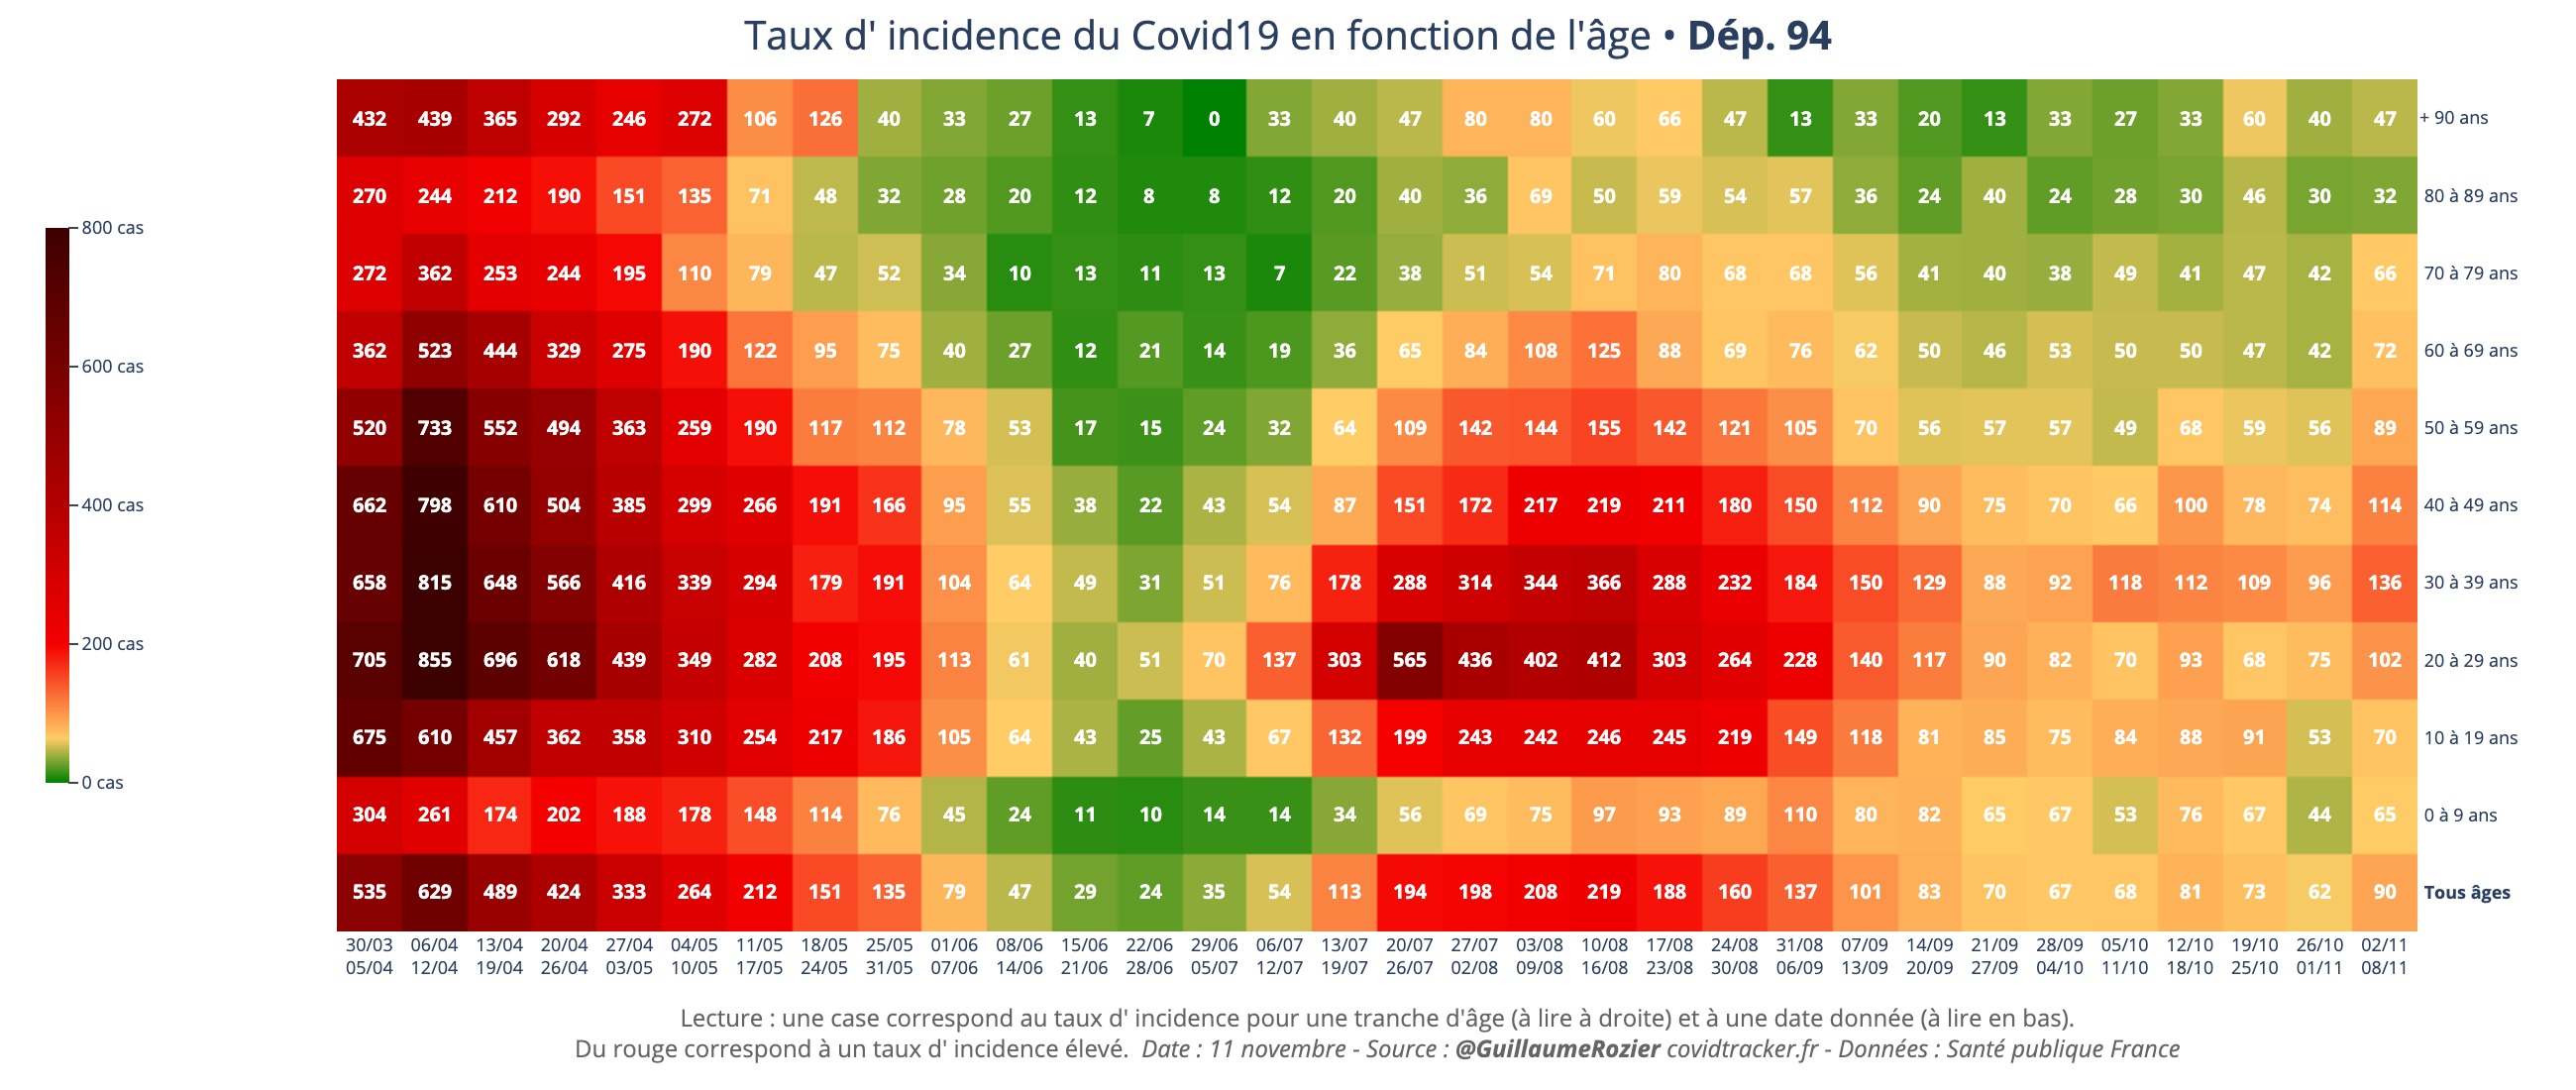 Taux d' incidence du Covid19 en fonction de l'âge • Dép. 94
432 439 365 292 246 272 106 126 40 33 27 13 7 0 33 40 47 80 80 60 66 47 13 33 20 13 33 27 33 60 40 47 + 90 ans
270 244 212 190 151 135 71 48 32 28 20 12 8 8 12 20 40 36 69 50 59 54 57 36 24 40 24 28 30 46 30 32 80 à 89 ans
800 cas
272 362 253 244 195 110 79 47 52 34 10 13 11 13 7 22 38 51 54 71 80 68 68 56 41 40 38 49 41 47 42 66 70 à 79 ans
362 523 444 329 275 190 122 95 75 40 27 12 21 14 19 36 65 84 108 125 88 69 76 62 50 46 53 50 50 47 42 72 60 à 69 ans
600 cas
520 733 552 494 363 259 190 117 112 78 53 17 15 24 32 64 109 142 144 155 142 121 105 70 56 57 57 49 68 59 56 89 50 à 59 ans
400 cas
662 798 610 504 385 299 266 191 166 95 55 38 22 43 54 87 151 172 217 219 211 180 150 112 90 75 70 66 100 78 74 114 40 à 49 ans
658 815 648 566 416 339 294 179 191 104 64 49 31 51 76 178 288 314 344 366 288 232 184 150 129 88 92 118 112 109 96 136 30 à 39 ans
200 cas
705 855 696 618 439 349 282 208 195 113 61 40 51 70 137 303 565 436 402 412 303 264 228 140 117 90 82 70 93 68 75 102 20 à 29 ans
675 610 457 362 358 310 254 217 186 105 64 43 25 43 67 132 199 243 242 246 245 219 149 118 81 85 75 84 88 91 53 70 10 à 19 ans
0 cas
304 261 174 202 188 178 148 114 76 45 24 11 10 14 14 34 56 69 75 97 93 89 110 80 82 65 67 53 76 67 44 65 0 à 9 ans
535 629 489 424 333 264 212 151 135 79 47 29 24 35 54 113 194 198 208 219 188 160 137 101 83 70 67 68 81 73 62 90 Tous âges
30/03 06/04 13/04 20/04 27/04 04/05 11/05 18/05 25/05 01/06 08/06 15/06 22/06 29/06 06/07 13/07 20/07 27/07 03/08 10/08 17/08 24/08 31/08 07/09 14/09 21/09 28/09 05/10 12/10 19/10 26/10 02/11
05/04 12/04 19/04 26/04 03/05 10/05 17/05 24/05 31/05 07/06 14/06 21/06 28/06 05/07 12/07 19/07 26/07 02/08 09/08 16/08 23/08 30/08 06/09 13/09 20/09 27/09 04/10 11/10 18/10 25/10 01/11 08/11
Lecture : une case correspond au taux d' incidence pour une tranche d'âge (à lire à droite) et à une date donnée (à lire en bas).
Du rouge correspond à un taux d' incidence élevé. Date : 11 novembre - Source : @GuillaumeRozier covidtracker.fr - Données : Santé publique France